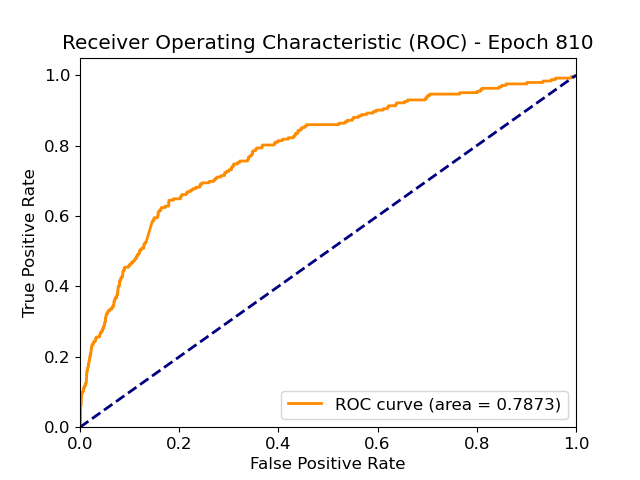 Receiver Operating Characteristic (ROC) - Epoch 810
True Positive Rate
1.0
0.8
0.6
0.4
0.2
0.0
ROC curve (area = 0.7873)
0.0 0.2 0.4 0.6 0.8 1.0
False Positive Rate